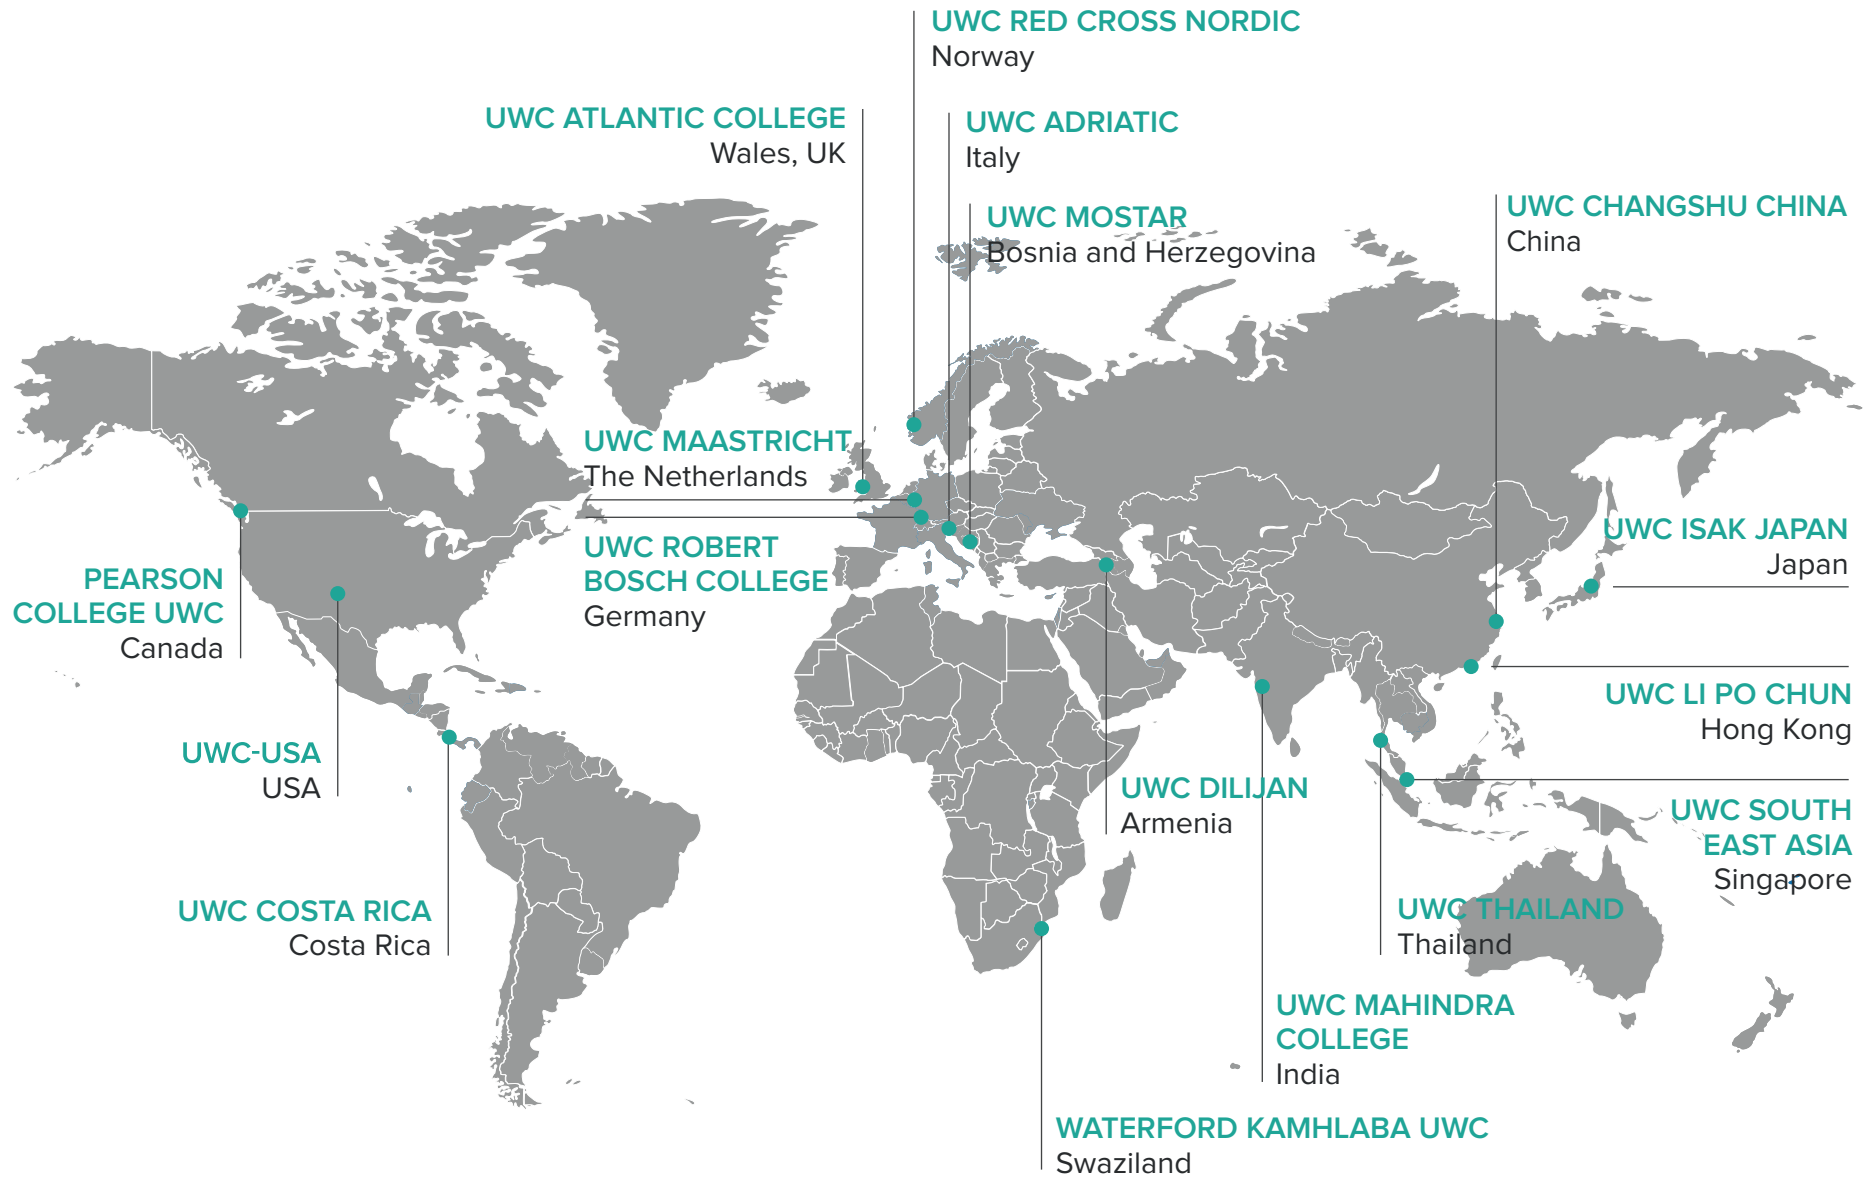 UWC RED CROSS NORDIC
Norway
UWC ATLANTIC COLLEGE
Wales, UK
UWC ADRIATIC
Italy
UWC MOSTAR
Bosnia and Herzegovina
UWC CHANGSHU CHINA
China
UWC MAASTRICHT
The Netherlands
UWC ROBERT
BOSCH COLLEGE
Germany
UWC ISAK JAPAN
Japan
PEARSON
COLLEGE UWC
Canada
UWC LI PO CHUN
Hong Kong
UWC-USA
USA
UWC DILIJAN
Armenia
UWC SOUTH
EAST ASIA
Singapore
UWC COSTA RICA
Costa Rica
UWC THAILAND
Thailand
UWC MAHINDRA
COLLEGE
India
WATERFORD KAMHLABA UWC
Swaziland